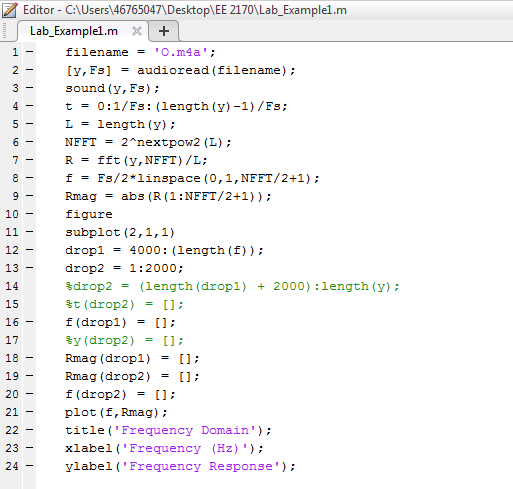 Editor - C:\Users\46765047\Desktop\EE 2170\Lab_Example1.m
Lab_Example1.m × +
1 – filename = 'O.m4a';
2 – [y,Fs] = audioread(filename);
3 – sound(y,Fs);
4 – t = 0:1/Fs:(length(y)-1)/Fs;
5 – L = length(y);
6 – NFFT = 2^nextpow2(L);
7 – R = fft(y,NFFT)/L;
8 – f = Fs/2*linspace(0,1,NFFT/2+1);
9 – Rmag = abs(R(1:NFFT/2+1));
10 – figure
11 – subplot(2,1,1)
12 – drop1 = 4000:(length(f));
13 – drop2 = 1:2000;
14 %drop2 = (length(drop1) + 2000):length(y);
15 %t(drop2) = [];
16 – f(drop1) = [];
17 %y(drop2) = [];
18 – Rmag(drop1) = [];
19 – Rmag(drop2) = [];
20 – f(drop2) = [];
21 – plot(f,Rmag);
22 – title('Frequency Domain');
23 – xlabel('Frequency (Hz)');
24 – ylabel('Frequency Response');